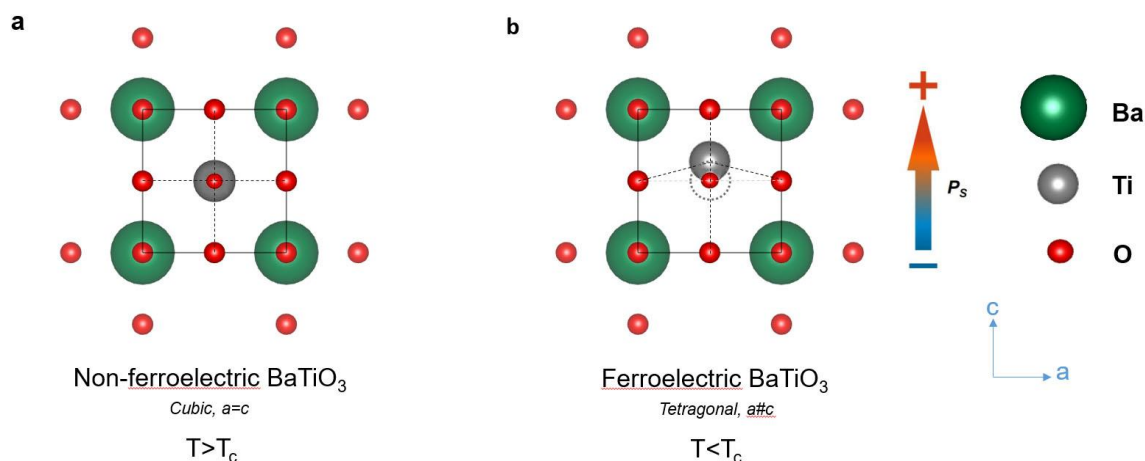 a
b
+
Ba
Ti
Ps
O
−
c
a
Non-ferroelectric BaTiO3
Cubic, a=c
T>Tc
Ferroelectric BaTiO3
Tetragonal, a#c
T<Tc